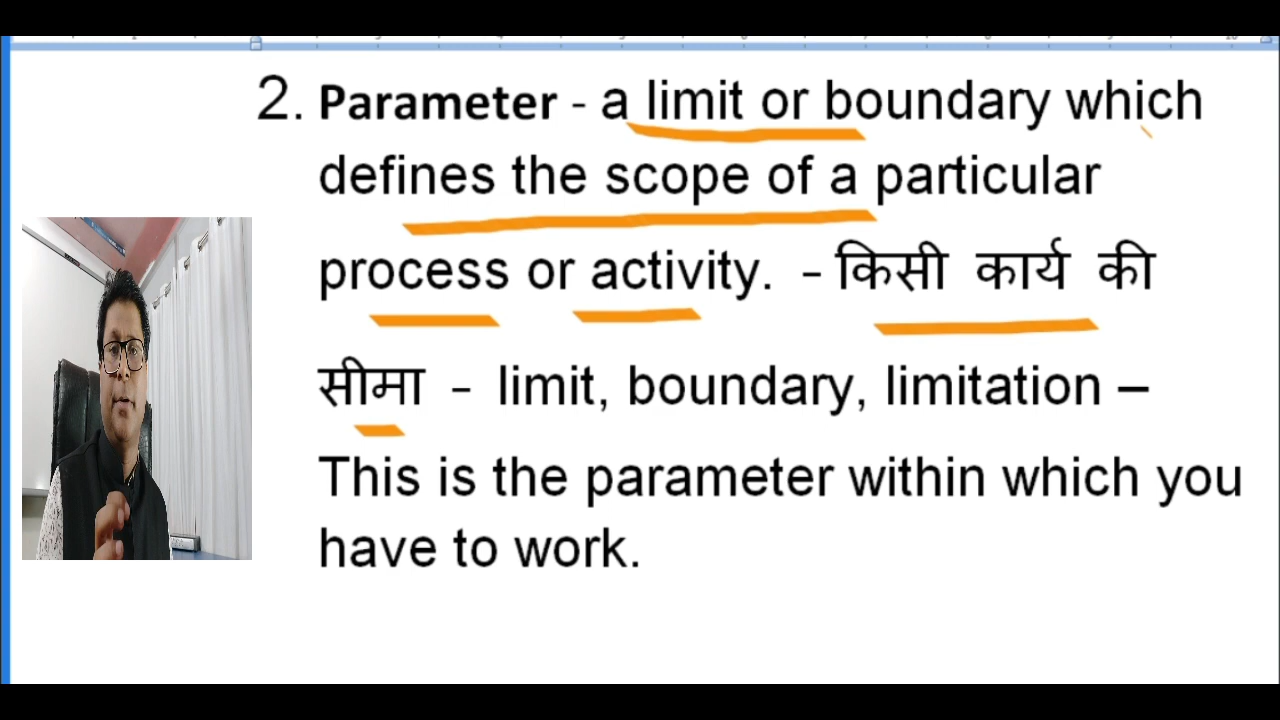 2. Parameter - a limit or boundary which
defines the scope of a particular
process or activity. – किसी कार्य की
सीमा – limit, boundary, limitation –
This is the parameter within which you
have to work.